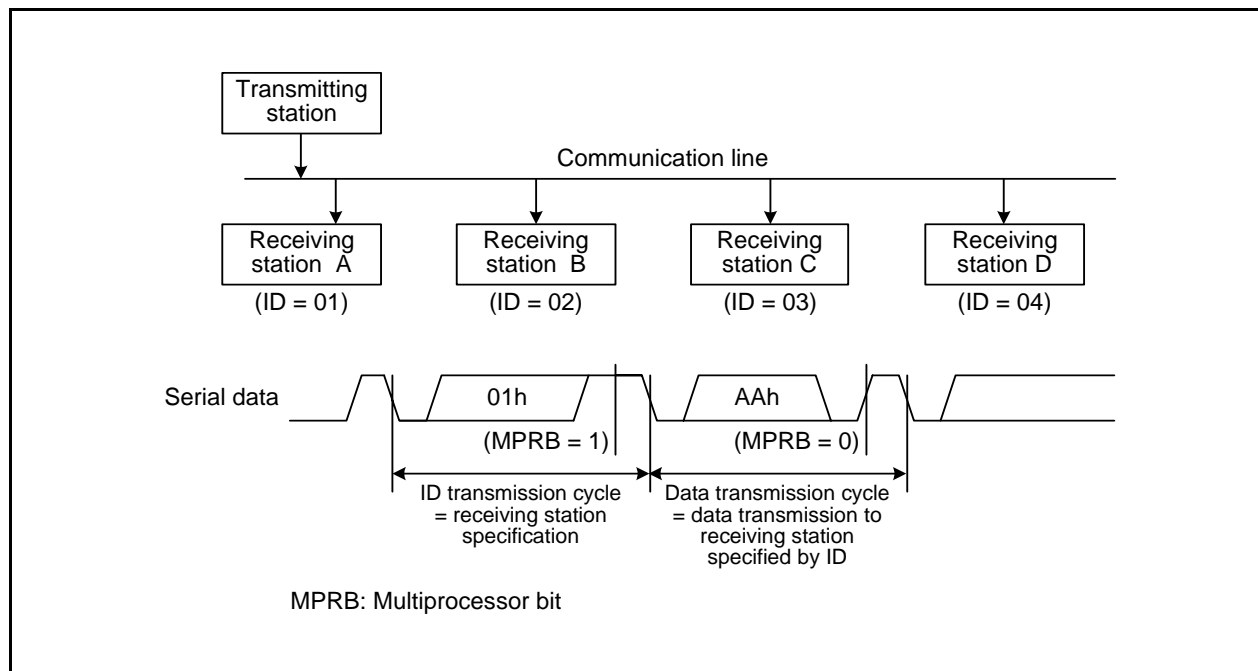 Transmitting
station
Communication line
Receiving
station A
(ID = 01)
Receiving
station B
(ID = 02)
Receiving
station C
(ID = 03)
Receiving
station D
(ID = 04)
Serial data
01h
AAh
(MPRB = 1)
(MPRB = 0)
ID transmission cycle
= receiving station
specification
Data transmission cycle
= data transmission to
receiving station
specified by ID
MPRB: Multiprocessor bit